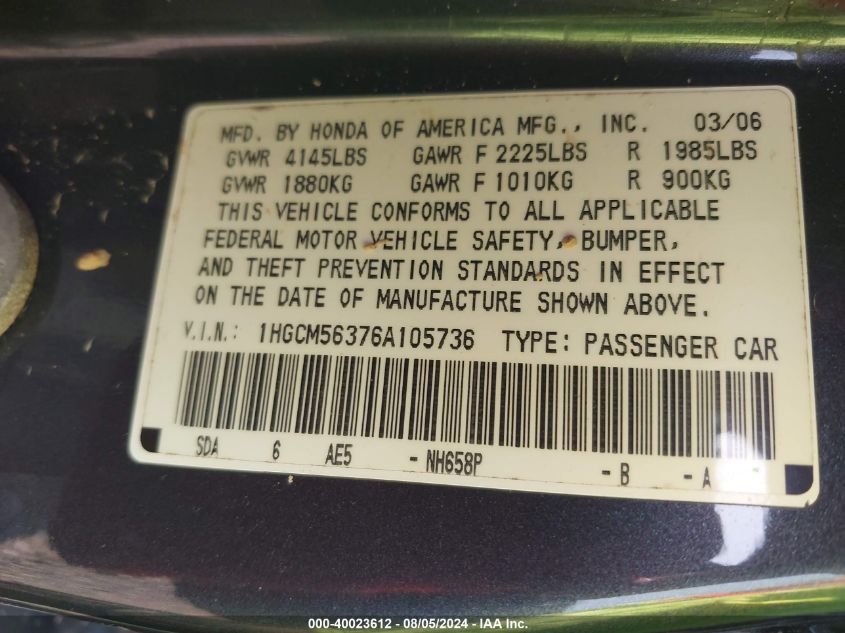 MFD. BY HONDA OF AMERICA MFG., INC. 03/06
GVWR 4145LBS GAWR F 2225LBS R 1985LBS
GVWR 1880KG GAWR F 1010KG R 900KG
THIS VEHICLE CONFORMS TO ALL APPLICABLE
FEDERAL MOTOR VEHICLE SAFETY, BUMPER,
AND THEFT PREVENTION STANDARDS IN EFFECT
ON THE DATE OF MANUFACTURE SHOWN ABOVE.
V.I.N.: 1HGCM56376A105736 TYPE: PASSENGER CAR
SDA 6 AE5 - NH658P - B - A
000-40023612 - 08/05/2024 - IAA Inc.